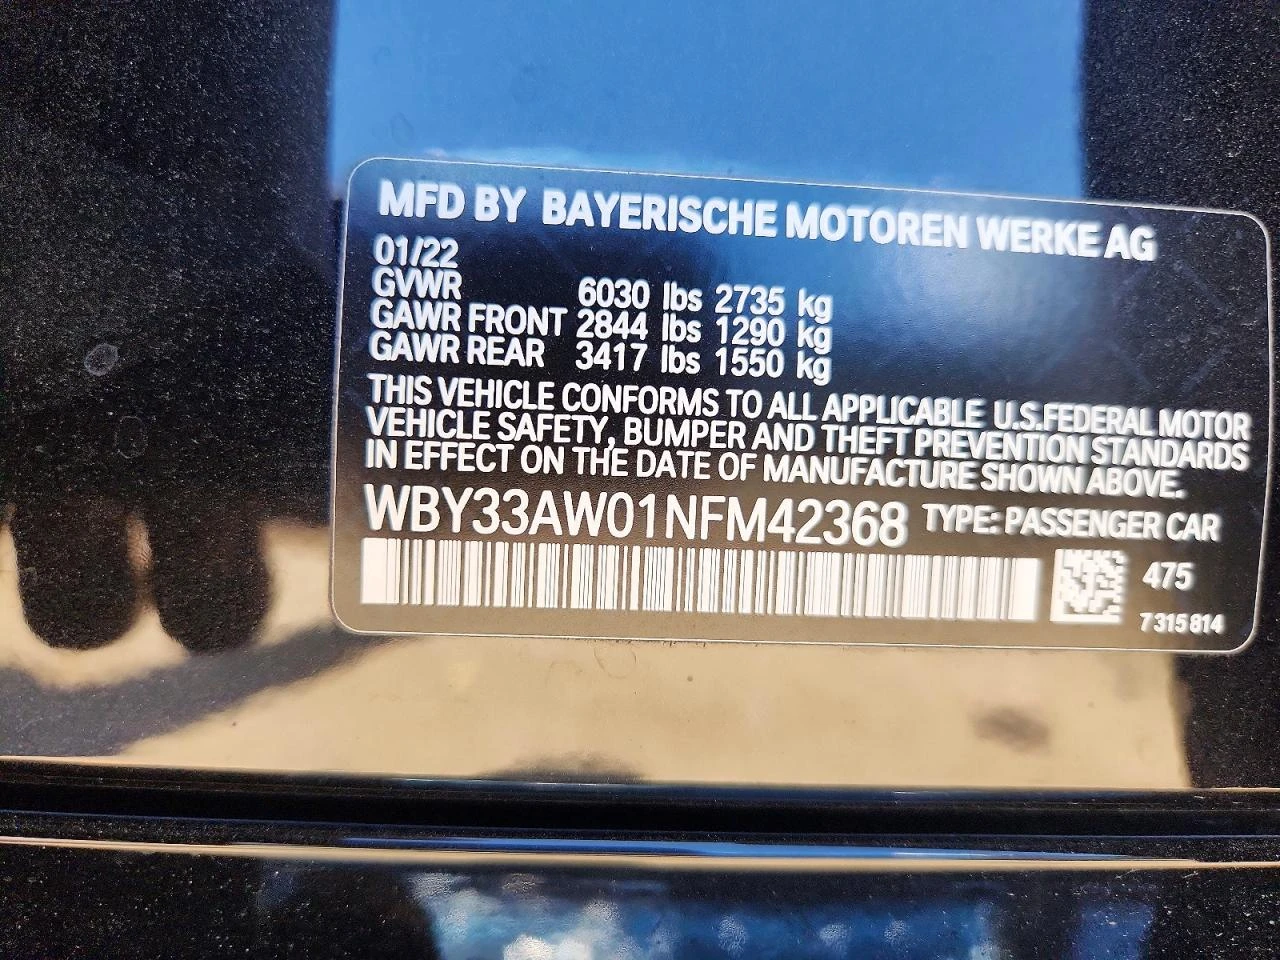 MFD BY BAYERISCHE MOTOREN WERKE AG
01/22
GVWR 6030 lbs 2735 kg
GAWR FRONT 2844 lbs 1290 kg
GAWR REAR 3417 lbs 1550 kg
THIS VEHICLE CONFORMS TO ALL APPLICABLE U.S.FEDERAL MOTOR
VEHICLE SAFETY, BUMPER AND THEFT PREVENTION STANDARDS
IN EFFECT ON THE DATE OF MANUFACTURE SHOWN ABOVE.
WBY33AW01NFM42368 TYPE: PASSENGER CAR
475
7 315 814